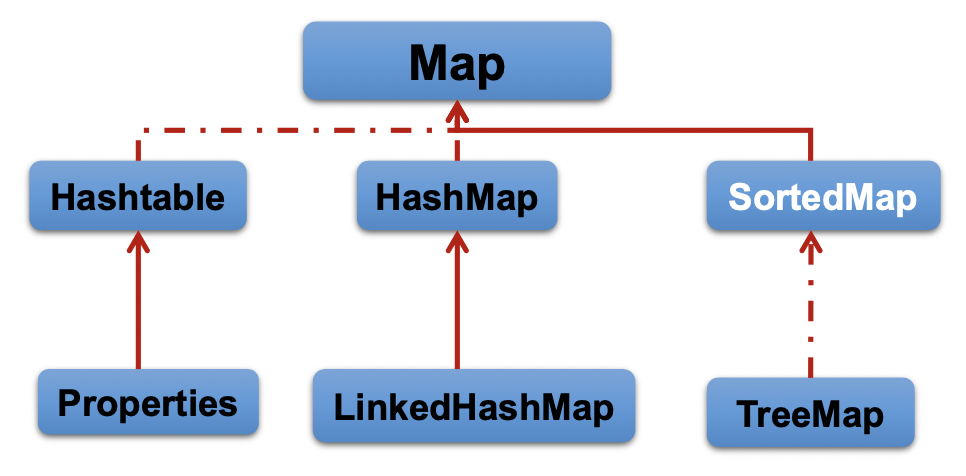 Map
Hashtable
HashMap
SortedMap
Properties
LinkedHashMap
TreeMap